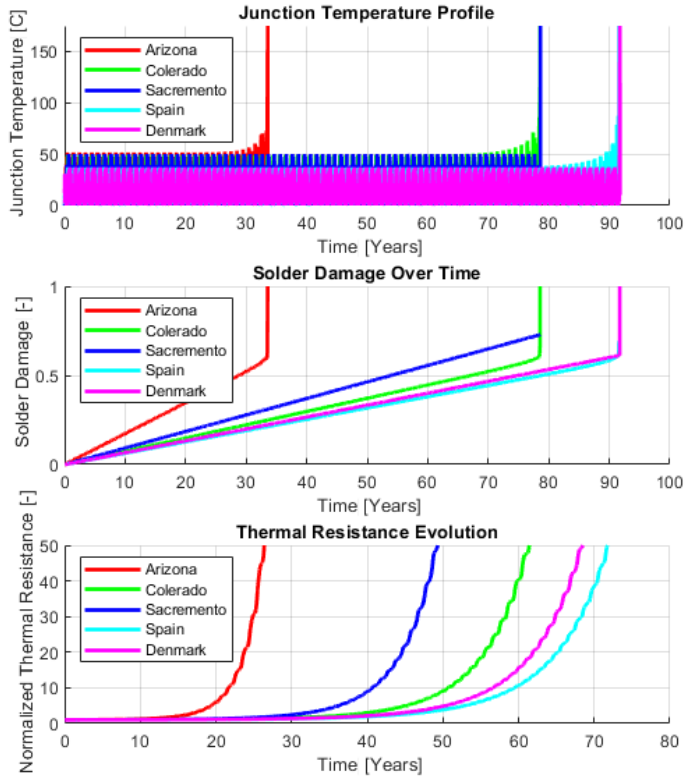 Junction Temperature Profile
Junction Temperature [C]
150
100
50
0
Arizona
Colerado
Sacremento
Spain
Denmark
0 10 20 30 40 50 60 70 80 90 100
Time [Years]
Solder Damage Over Time
Solder Damage [-]
1
0.5
0
Arizona
Colerado
Sacremento
Spain
Denmark
0 10 20 30 40 50 60 70 80 90 100
Time [Years]
Thermal Resistance Evolution
Normalized Thermal Resistance [-]
50
40
30
20
10
0
Arizona
Colerado
Sacremento
Spain
Denmark
0 10 20 30 40 50 60 70 80
Time [Years]